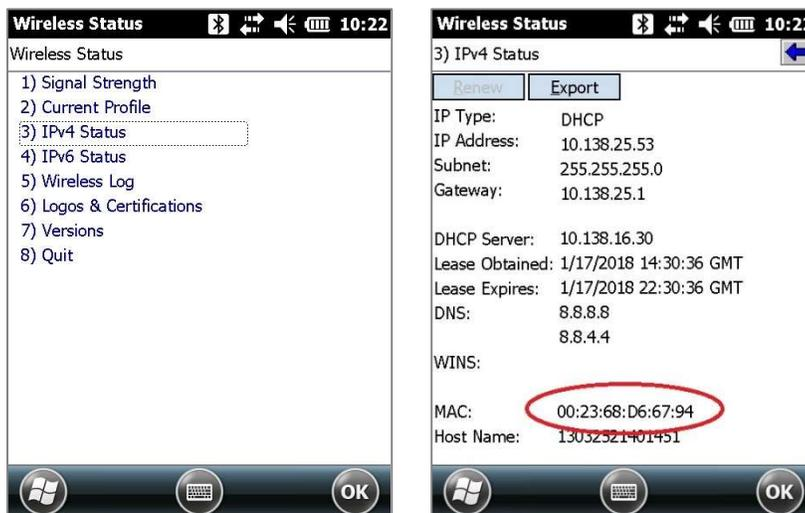 Wireless Status 10:22
Wireless Status
1) Signal Strength
2) Current Profile
3) IPv4 Status
4) IPv6 Status
5) Wireless Log
6) Logos & Certifications
7) Versions
8) Quit
OK
Wireless Status 10:22
3) IPv4 Status
Renew Export
IP Type: DHCP
IP Address: 10.138.25.53
Subnet: 255.255.255.0
Gateway: 10.138.25.1
DHCP Server: 10.138.16.30
Lease Obtained: 1/17/2018 14:30:36 GMT
Lease Expires: 1/17/2018 22:30:36 GMT
DNS: 8.8.8.8
8.8.4.4
WINS:
MAC: 00:23:68:D6:67:94
Host Name: 13032521401451
OK